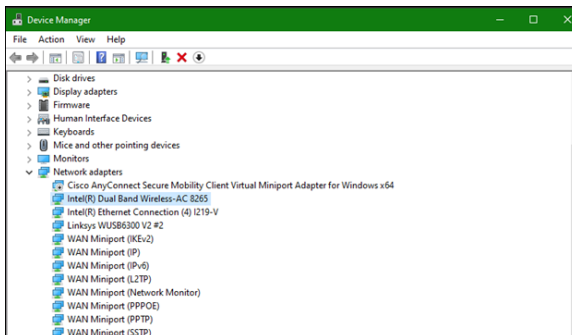 Device Manager
File Action View Help
Disk drives
Display adapters
Firmware
Human Interface Devices
Keyboards
Mice and other pointing devices
Monitors
Network adapters
Cisco AnyConnect Secure Mobility Client Virtual Miniport Adapter for Windows x64
Intel(R) Dual Band Wireless-AC 8265
Intel(R) Ethernet Connection (4) I219-V
Linksys WUSB6300 V2 #2
WAN Miniport (IKEv2)
WAN Miniport (IP)
WAN Miniport (IPv6)
WAN Miniport (L2TP)
WAN Miniport (Network Monitor)
WAN Miniport (PPPOE)
WAN Miniport (PPTP)
WAN Miniport (SSTP)